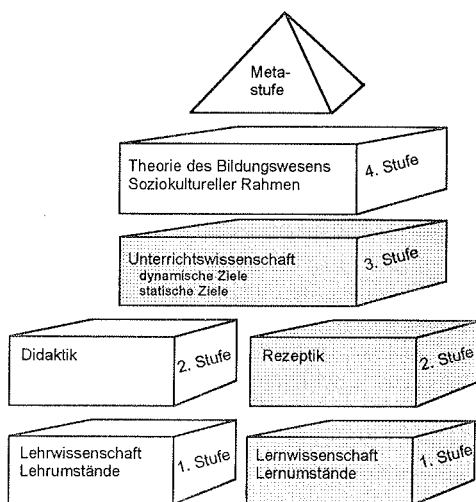 Meta-
stufe
Theorie des Bildungswesens
Soziokultureller Rahmen
4. Stufe
Unterrichtswissenschaft
dynamische Ziele
statische Ziele
3. Stufe
Didaktik
2. Stufe
Rezeptik
2. Stufe
Lehrwissenschaft
Lehrumstände
1. Stufe
Lernwissenschaft
Lernumstände
1. Stufe